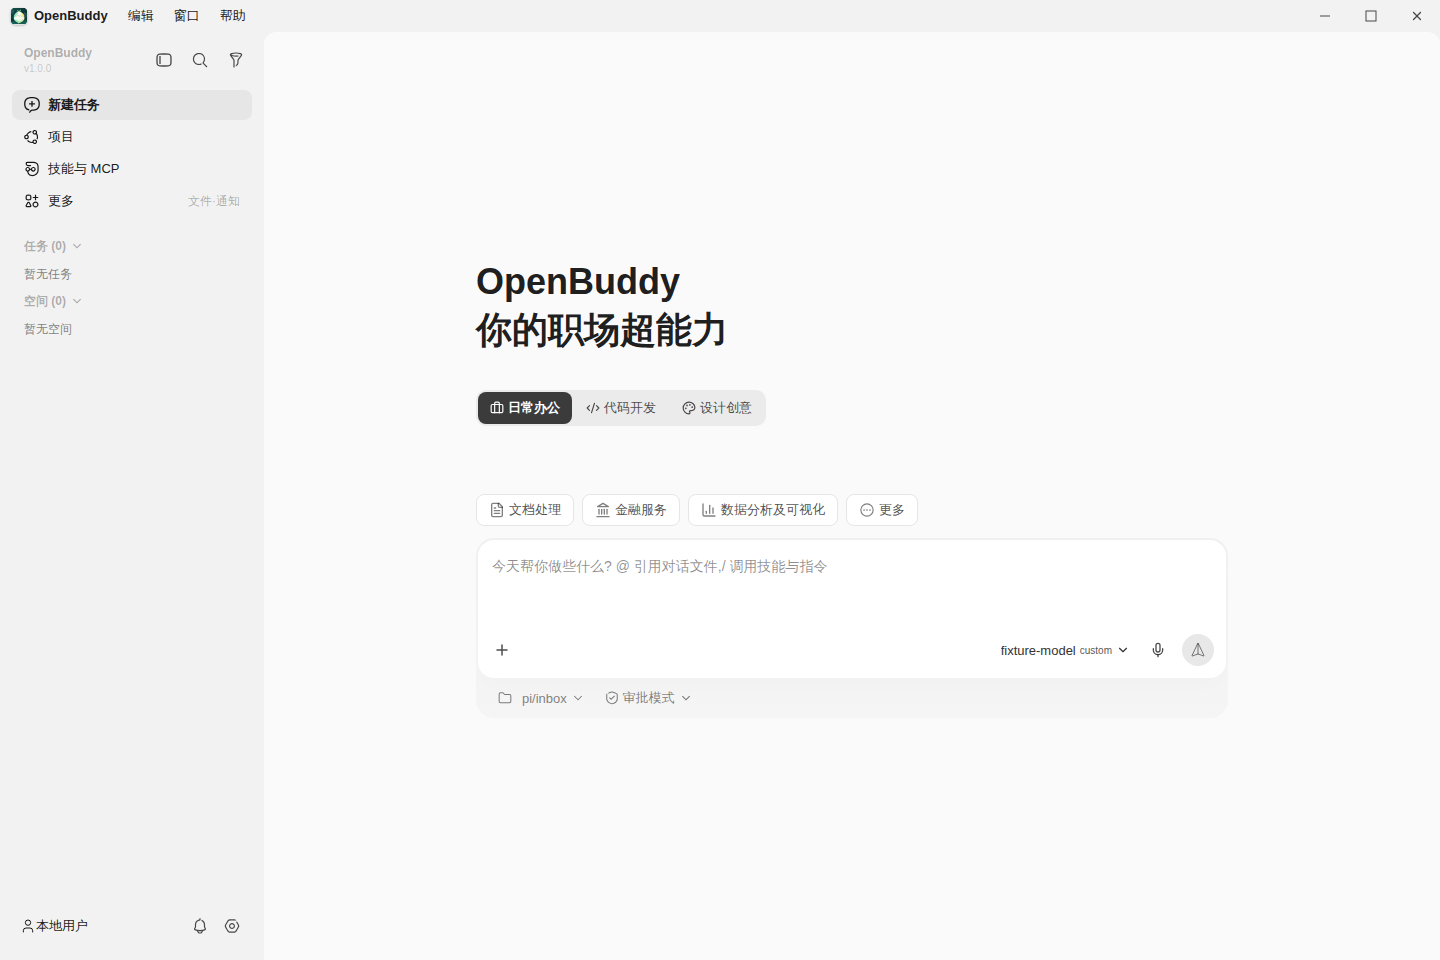 OpenBuddy 编辑 窗口 帮助
OpenBuddy
v1.0.0
新建任务
项目
技能与 MCP
更多 文件·通知
任务 (0)
暂无任务
空间 (0)
暂无空间
OpenBuddy
你的职场超能力
日常办公 代码开发 设计创意
文档处理 金融服务 数据分析及可视化 更多
今天帮你做些什么? @ 引用对话文件,/ 调用技能与指令
fixture-model custom
pi/inbox 审批模式
本地用户